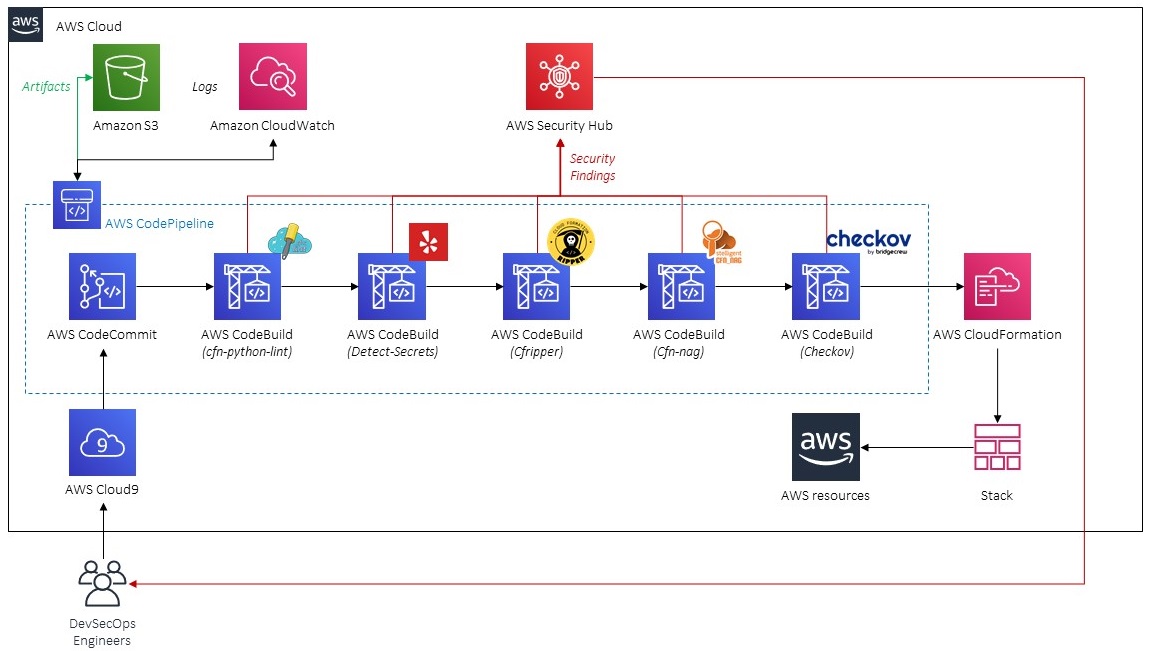 aws
AWS Cloud
Artifacts
Logs
Amazon S3
Amazon CloudWatch
AWS Security Hub
Security
Findings
AWS CodePipeline
CLOUD FORMATION
RIPPER
intelligent
CFN_NAG
checkov
by bridgecrew
AWS CodeCommit
AWS CodeBuild
(cfn-python-lint)
AWS CodeBuild
(Detect-Secrets)
AWS CodeBuild
(Cfripper)
AWS CodeBuild
(Cfn-nag)
AWS CodeBuild
(Checkov)
AWS CloudFormation
9
AWS Cloud9
aws
AWS resources
Stack
DevSecOps
Engineers